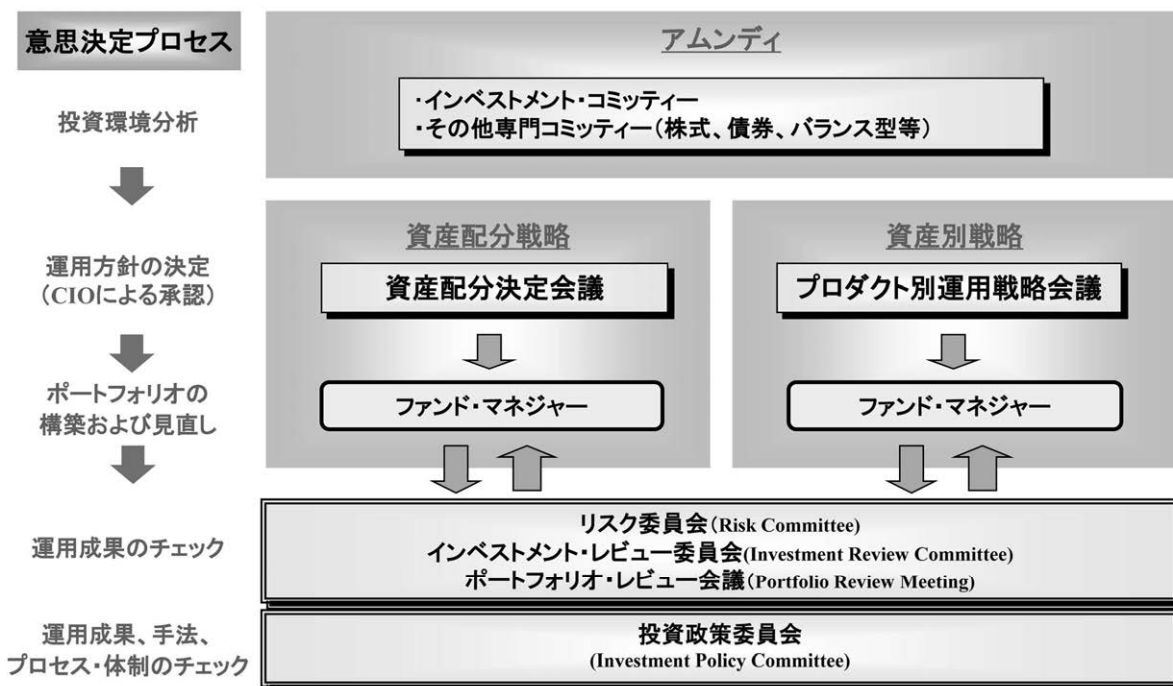 意思決定プロセス
アムンディ
投資環境分析
・インベストメント・コミッティー
・その他専門コミッティー（株式、債券、バランス型等）
運用方針の決定
（CIOによる承認）
資産配分戦略
資産配分決定会議
資産別戦略
プロダクト別運用戦略会議
ポートフォリオの
構築および見直し
ファンド・マネジャー
ファンド・マネジャー
運用成果のチェック
リスク委員会（Risk Committee）
インベストメント・レビュー委員会(Investment Review Committee)
ポートフォリオ・レビュー会議（Portfolio Review Meeting）
運用成果、手法、
プロセス・体制のチェック
投資政策委員会
(Investment Policy Committee)